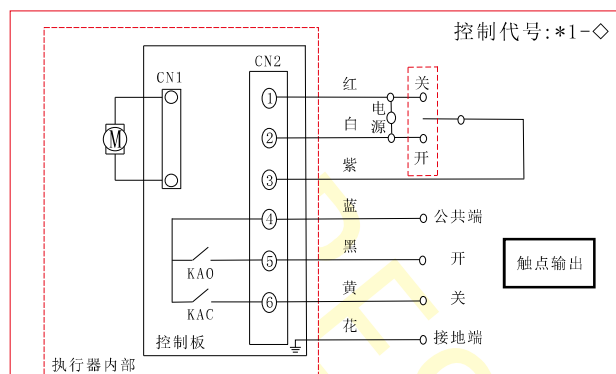 控制代号:*1-◇
CN1
CN2
M
① 红 关
电源
② 白 开
③ 紫
④ 蓝 公共端
KAO ⑤ 黑 开
触点输出
KAC ⑥ 黄 关
花 接地端
控制板
执行器内部